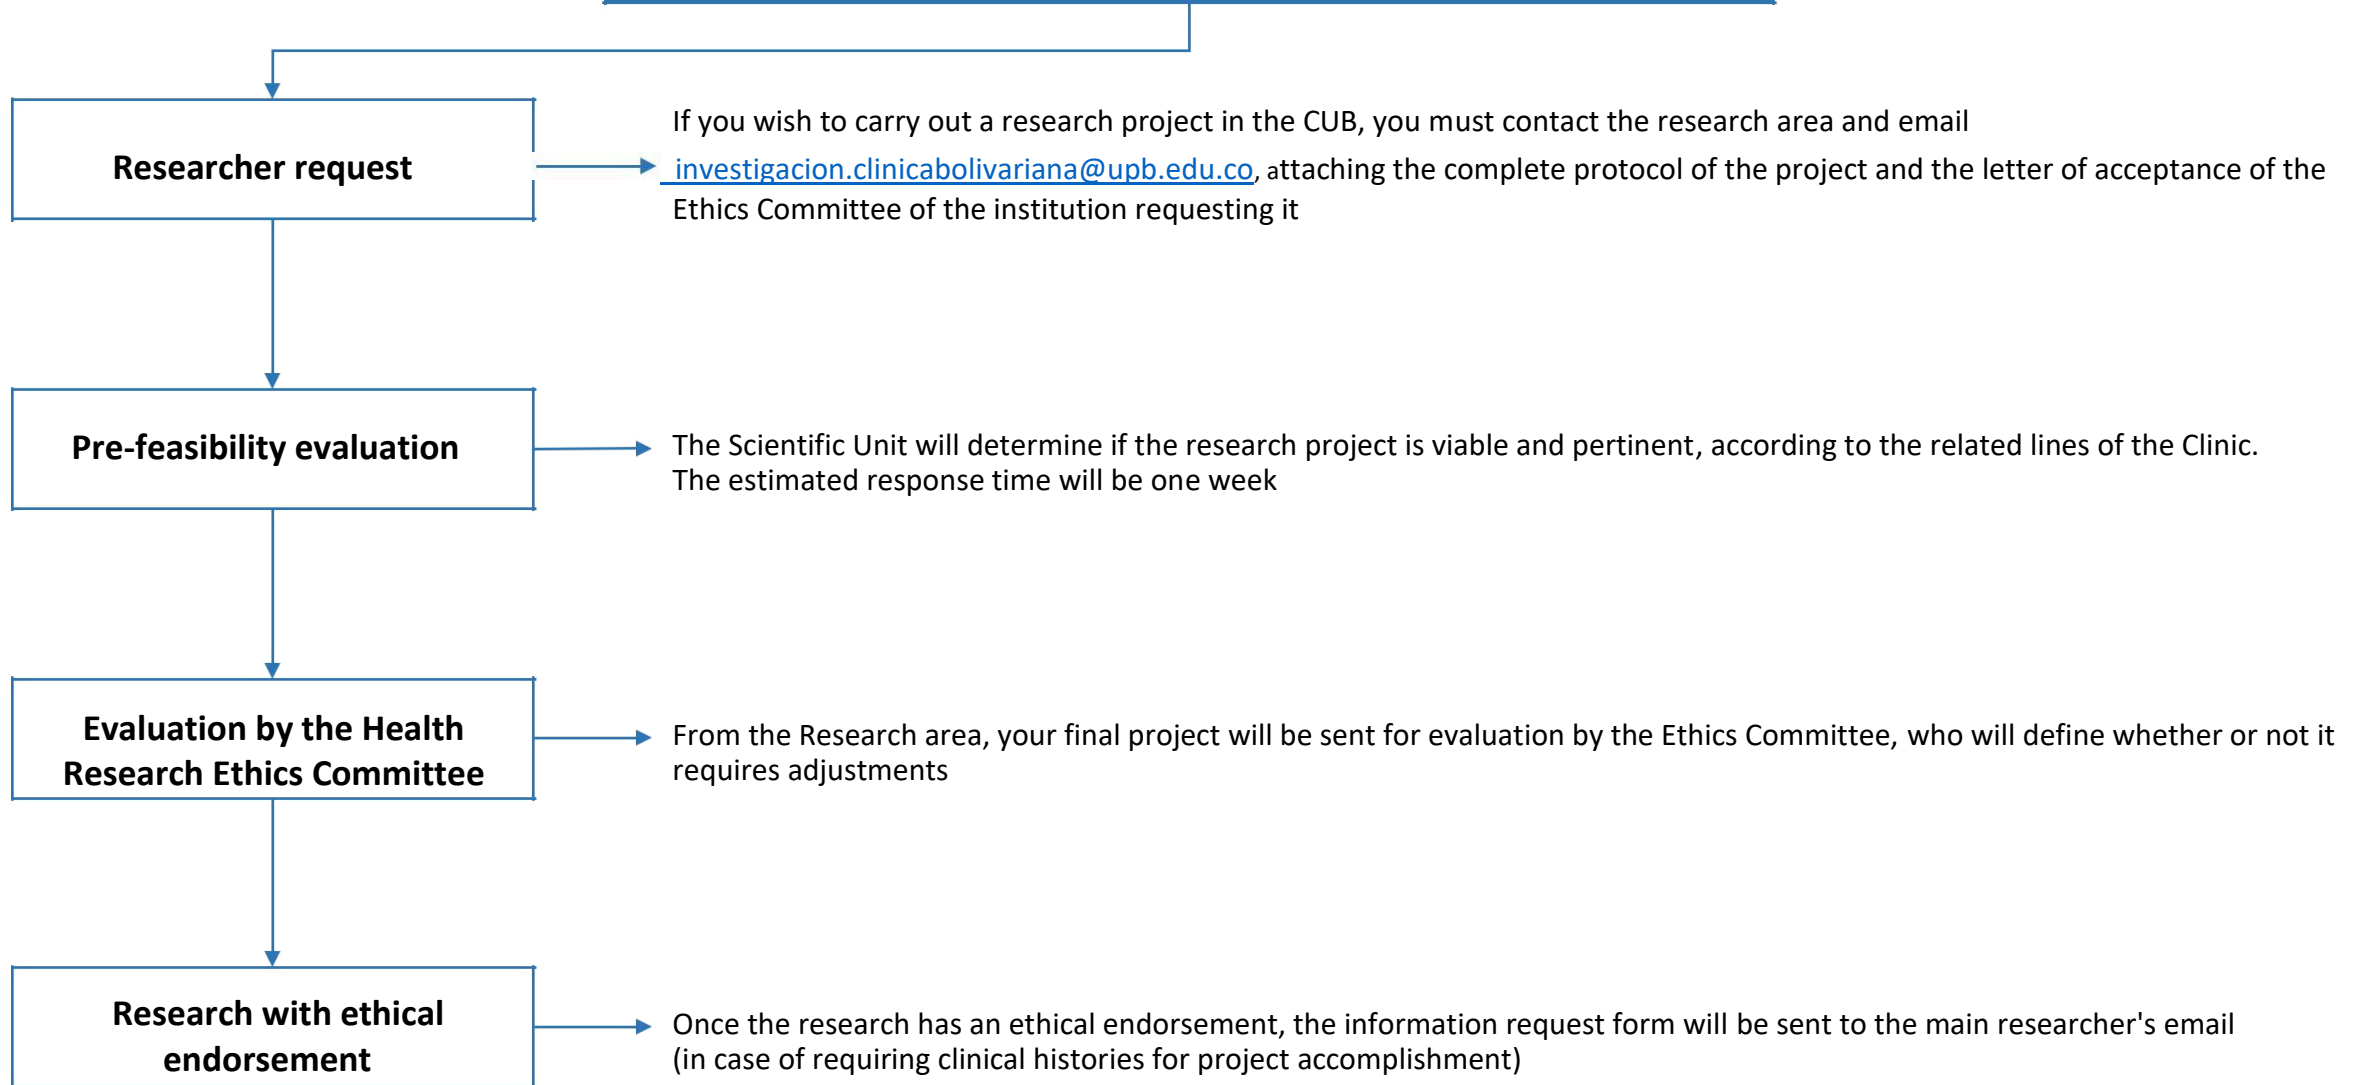 If you wish to carry out a research project in the CUB, you must contact the research area and email
Researcher request
investigacion.clinicabolivariana@upb.edu.co, attaching the complete protocol of the project and the letter of acceptance of the
Ethics Committee of the institution requesting it
Pre-feasibility evaluation
The Scientific Unit will determine if the research project is viable and pertinent, according to the related lines of the Clinic.
The estimated response time will be one week
Evaluation by the Health
Research Ethics Committee
From the Research area, your final project will be sent for evaluation by the Ethics Committee, who will define whether or not it
requires adjustments
Research with ethical
endorsement
Once the research has an ethical endorsement, the information request form will be sent to the main researcher's email
(in case of requiring clinical histories for project accomplishment)